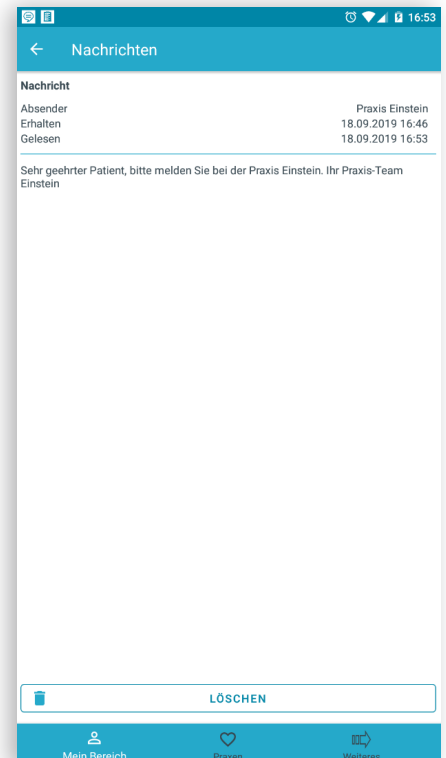 16:53
Nachrichten
Nachricht
Absender Praxis Einstein
Erhalten 18.09.2019 16:46
Gelesen 18.09.2019 16:53
Sehr geehrter Patient, bitte melden Sie bei der Praxis Einstein. Ihr Praxis-Team
Einstein
LÖSCHEN
Mein Bereich Praxen Weiteres